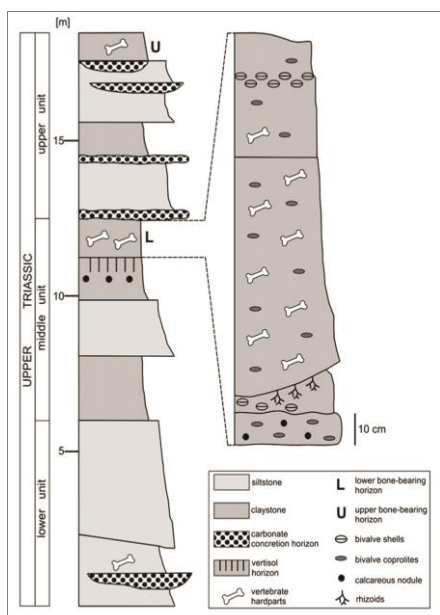 [m]
U
15
L
10
5
UPPER TRIASSIC
upper unit
middle unit
lower unit
10 cm
siltstone
claystone
carbonate
concretion horizon
vertisol
horizon
vertebrate
hardparts
L
lower bone-bearing
horizon
U
upper bone-bearing
horizon
bivalve shells
bivalve coprolites
calcareous nodule
rhizoids